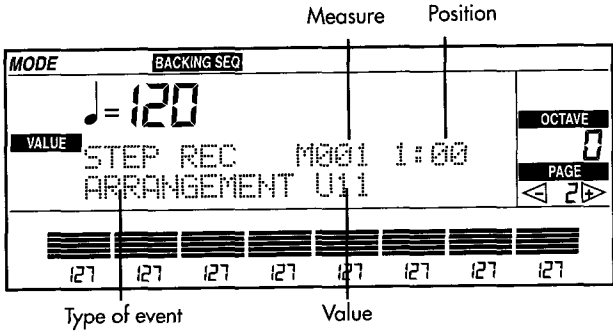 Measure Position
MODE BACKING SEQ
♩=120
OCTAVE
VALUE
0
STEP REC M001 1:00
PAGE
ARRANGEMENT U11
- 2 +
127 127 127 127 127 127 127 127
Type of event Value